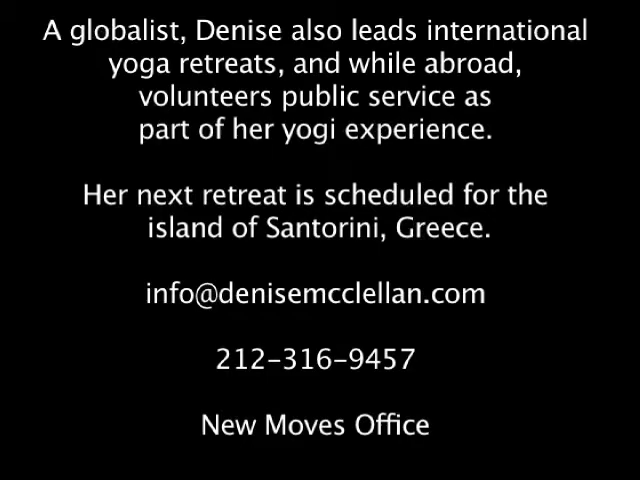 A globalist, Denise also leads international
yoga retreats, and while abroad,
volunteers public service as
part of her yogi experience.
Her next retreat is scheduled for the
island of Santorini, Greece.
info@denisemcclellan.com
212-316-9457
New Moves Office